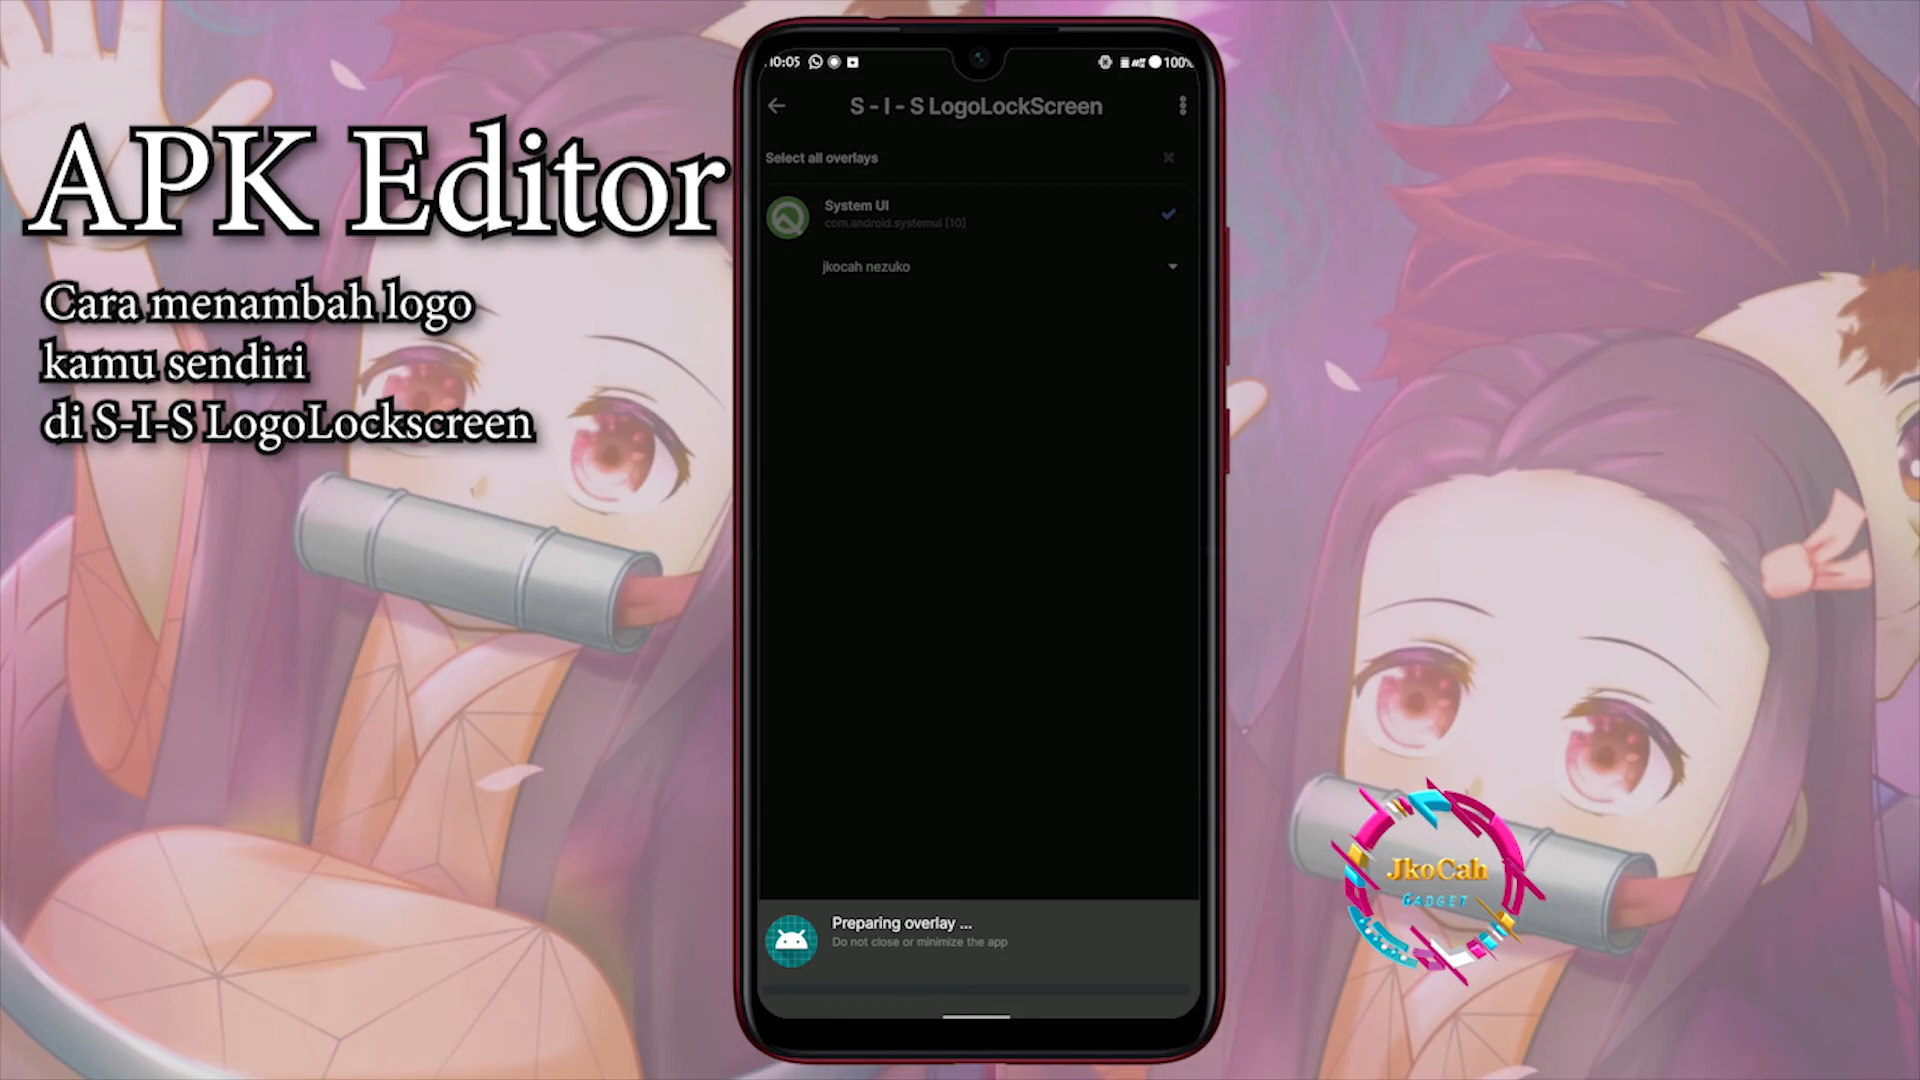 APK Editor
Cara menambah logo
kamu sendiri
di S-I-S LogoLockscreen
10:05
100%
S - I - S LogoLockScreen
Select all overlays
System UI
com.android.systemui [10]
jkocah nezuko
Preparing overlay ...
Do not close or minimize the app
JkoCah
GADGET